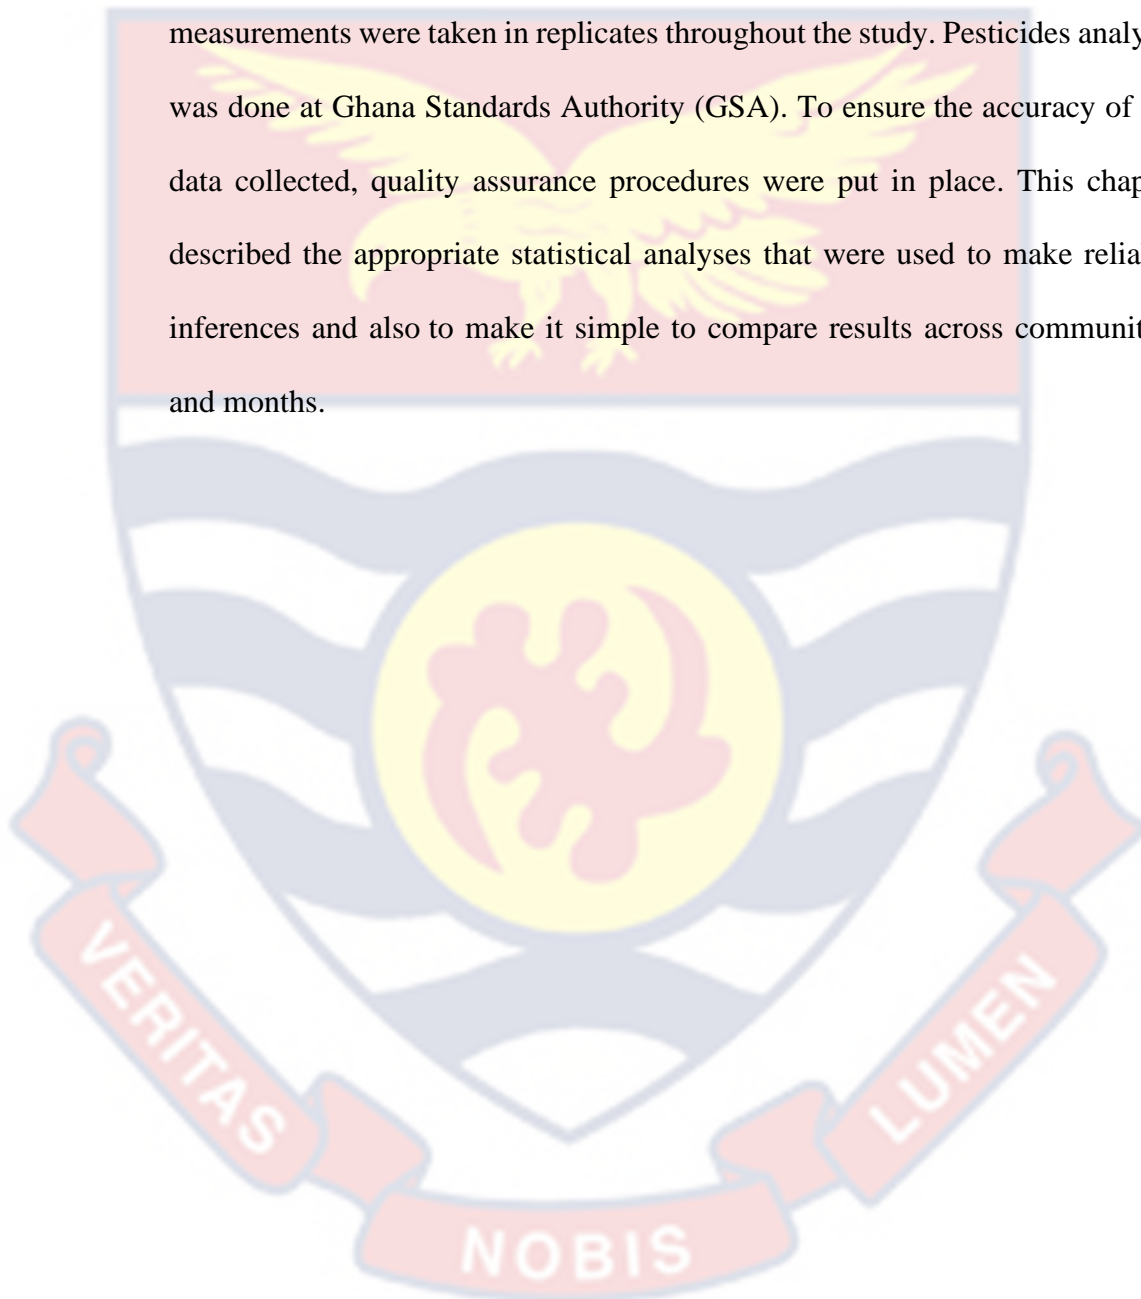 measurements were taken in replicates throughout the study. Pesticides analy
was done at Ghana Standards Authority (GSA). To ensure the accuracy of
data collected, quality assurance procedures were put in place. This chap
described the appropriate statistical analyses that were used to make relia
inferences and also to make it simple to compare results across communit
and months.
VERITAS
NOBIS
LUMEN